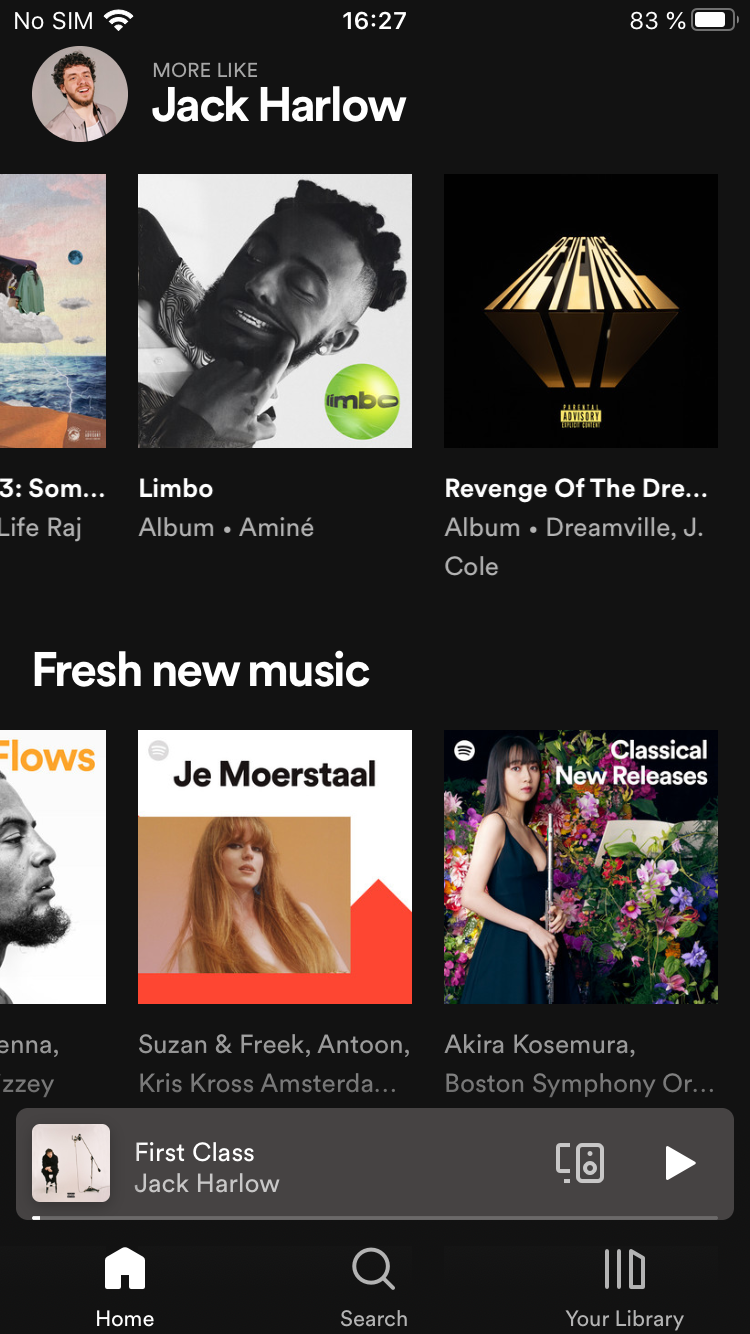 No SIM 16:27 83 %
MORE LIKE
Jack Harlow
limbo
REVENGE
PARENTAL
ADVISORY
EXPLICIT CONTENT
3: Som... Limbo Revenge Of The Dre...
Life Raj Album • Aminé Album • Dreamville, J.
Cole
Fresh new music
Flows
Je Moerstaal
Classical
New Releases
enna, Suzan & Freek, Antoon, Akira Kosemura,
zzey Kris Kross Amsterda... Boston Symphony Or...
First Class
Jack Harlow
Home Search Your Library